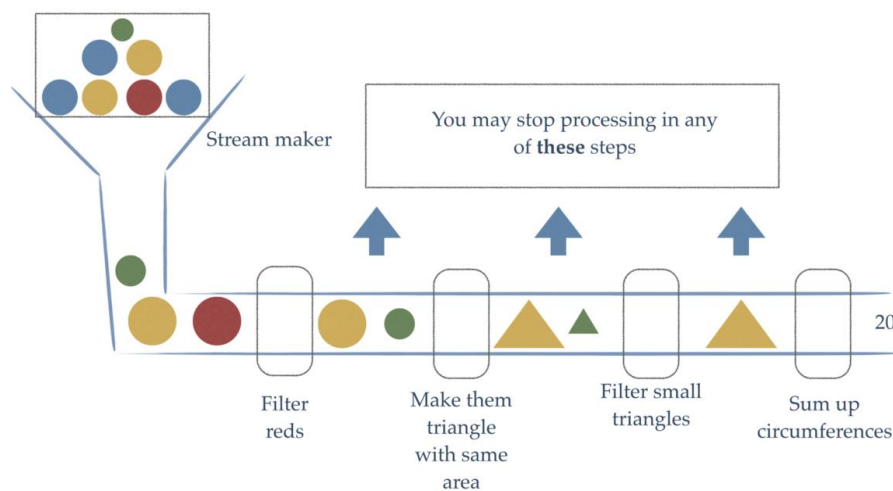 You may stop processing in any
of these steps
Stream maker
20
Filter
reds
Make them
triangle
with same
area
Filter small
triangles
Sum up
circumferences